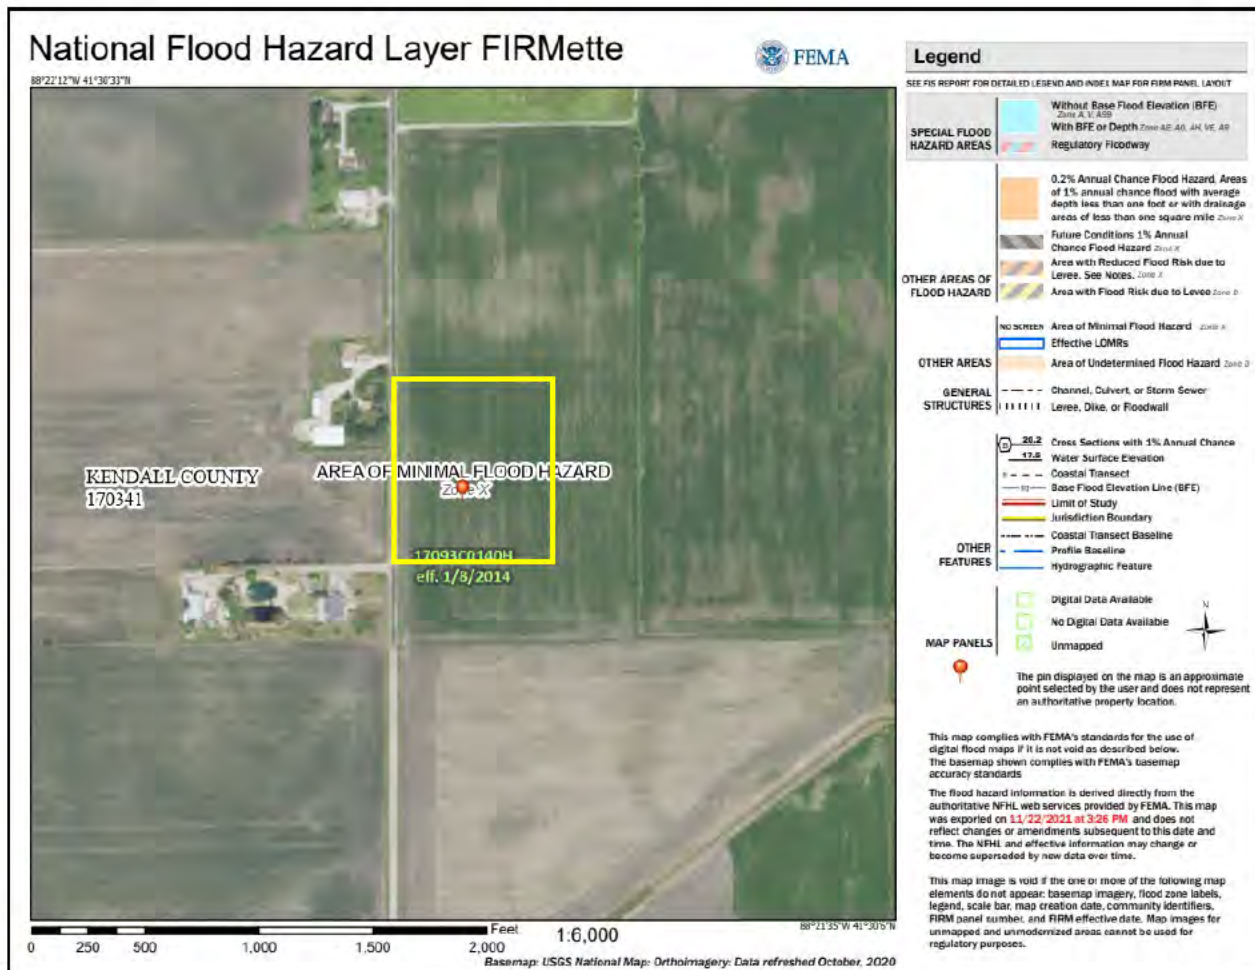 National Flood Hazard Layer FIRMette
FEMA
88°22'12"W 41°30'33"N
KENDALL COUNTY
170341
AREA OF MINIMAL FLOOD HAZARD
Zone X
17093C0140H
eff. 1/8/2014
88°21'35"W 41°30'6"N
Feet
1:6,000
0 250 500 1,000 1,500 2,000
Basemap: USGS National Map: Orthoimagery: Data refreshed October, 2020
Legend
SEE FIS REPORT FOR DETAILED LEGEND AND INDEX MAP FOR FIRM PANEL LAYOUT
SPECIAL FLOOD
HAZARD AREAS
Without Base Flood Elevation (BFE)
Zone A, V, A99
With BFE or Depth Zone AE, AO, AH, VE, AR
Regulatory Floodway
OTHER AREAS OF
FLOOD HAZARD
0.2% Annual Chance Flood Hazard, Areas
of 1% annual chance flood with average
depth less than one foot or with drainage
areas of less than one square mile Zone X
Future Conditions 1% Annual
Chance Flood Hazard Zone X
Area with Reduced Flood Risk due to
Levee. See Notes. Zone X
Area with Flood Risk due to Levee Zone D
OTHER AREAS
NO SCREEN Area of Minimal Flood Hazard Zone X
Effective LOMRs
Area of Undetermined Flood Hazard Zone D
GENERAL
STRUCTURES
Channel, Culvert, or Storm Sewer
Levee, Dike, or Floodwall
OTHER
FEATURES
B 20.2 Cross Sections with 1% Annual Chance
17.5 Water Surface Elevation
Coastal Transect
Base Flood Elevation Line (BFE)
Limit of Study
Jurisdiction Boundary
Coastal Transect Baseline
Profile Baseline
Hydrographic Feature
MAP PANELS
Digital Data Available
No Digital Data Available
Unmapped
N
The pin displayed on the map is an approximate
point selected by the user and does not represent
an authoritative property location.
This map complies with FEMA's standards for the use of
digital flood maps if it is not void as described below.
The basemap shown complies with FEMA's basemap
accuracy standards
The flood hazard information is derived directly from the
authoritative NFHL web services provided by FEMA. This map
was exported on 11/22/2021 at 3:26 PM and does not
reflect changes or amendments subsequent to this date and
time. The NFHL and effective information may change or
become superseded by new data over time.
This map image is void if the one or more of the following map
elements do not appear: basemap imagery, flood zone labels,
legend, scale bar, map creation date, community identifiers,
FIRM panel number, and FIRM effective date. Map images for
unmapped and unmodernized areas cannot be used for
regulatory purposes.